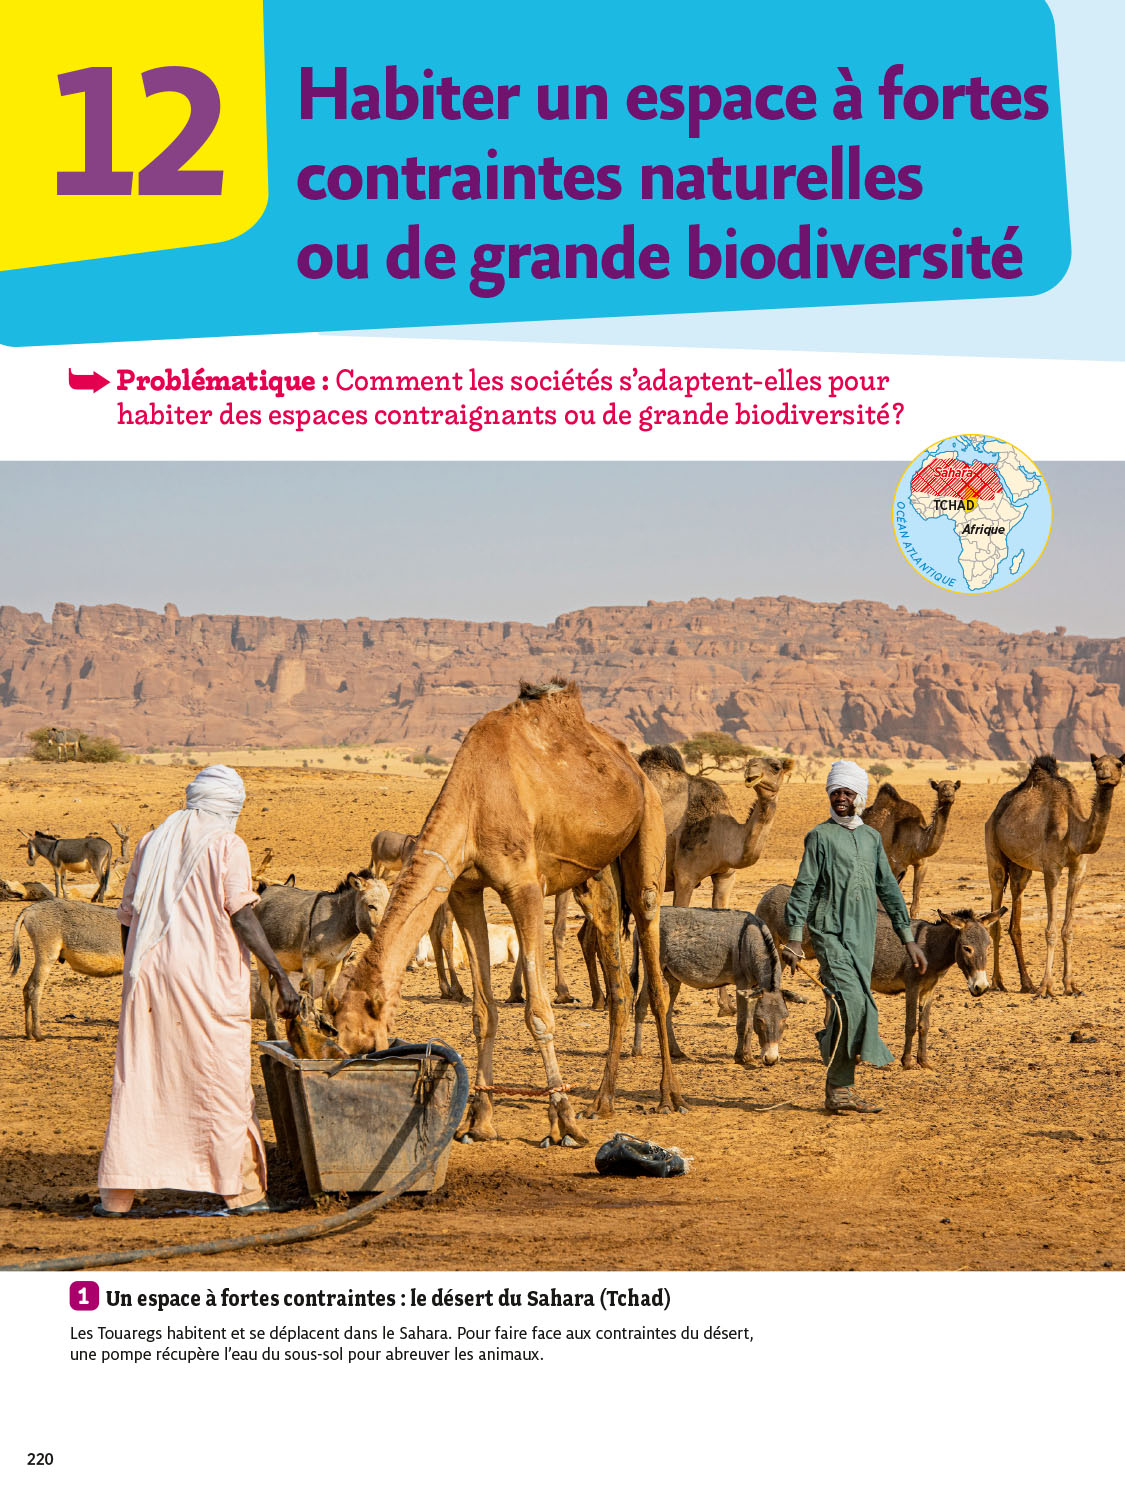 12
Habiter un espace à fortes
contraintes naturelles
ou de grande biodiversité
Problématique : Comment les sociétés s’adaptent-elles pour
habiter des espaces contraignants ou de grande biodiversité ?
Sahara
TCHAD
Afrique
OCÉAN ATLANTIQUE
1 Un espace à fortes contraintes : le désert du Sahara (Tchad)
Les Touaregs habitent et se déplacent dans le Sahara. Pour faire face aux contraintes du désert,
une pompe récupère l’eau du sous-sol pour abreuver les animaux.
220